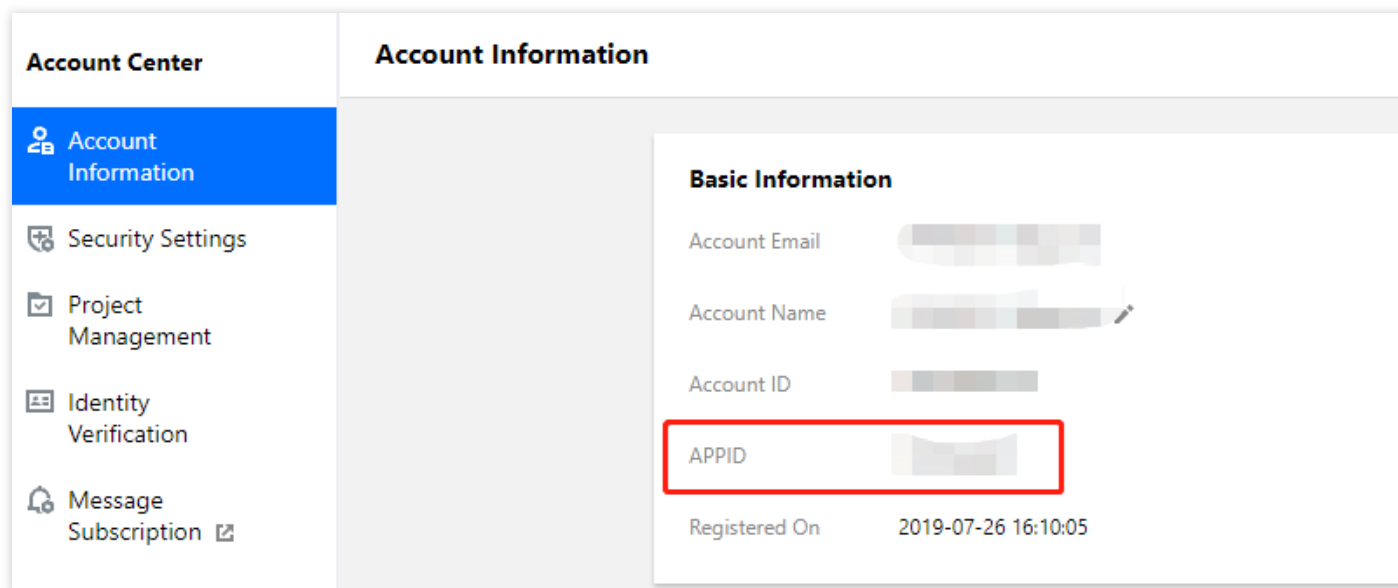 Account Center
Account
Information
Security Settings
Project
Management
Identity
Verification
Message
Subscription
Account Information
Basic Information
Account Email
Account Name
Account ID
APPID
Registered On 2019-07-26 16:10:05